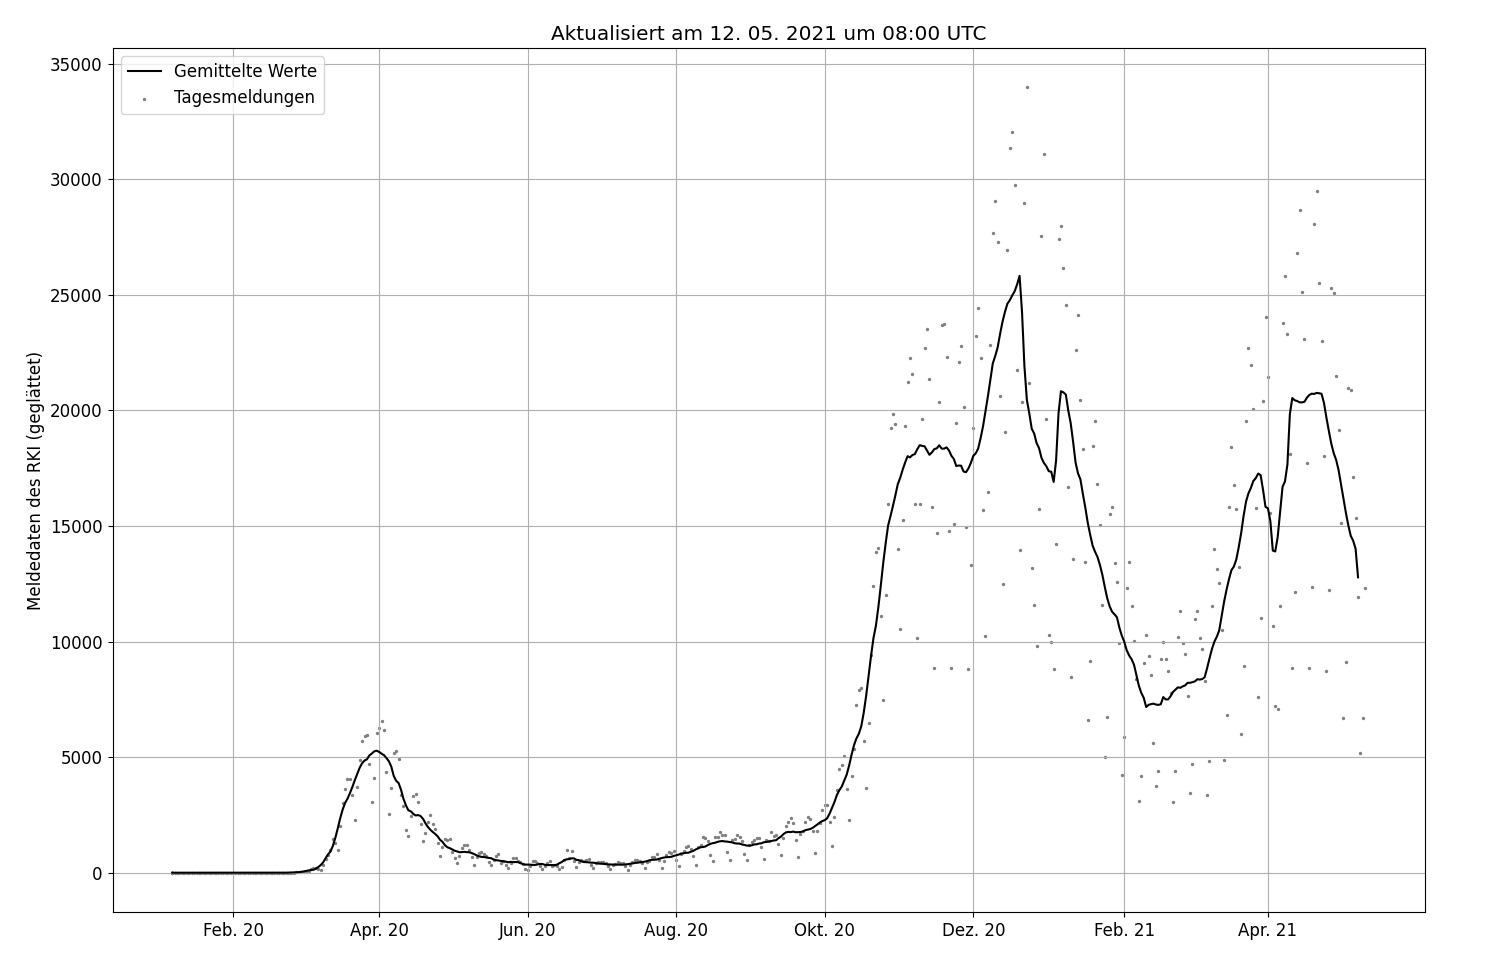 Aktualisiert am 12. 05. 2021 um 08:00 UTC
Gemittelte Werte
Tagesmeldungen
Meldedaten des RKI (geglättet)
35000
30000
25000
20000
15000
10000
5000
0
Feb. 20 Apr. 20 Jun. 20 Aug. 20 Okt. 20 Dez. 20 Feb. 21 Apr. 21